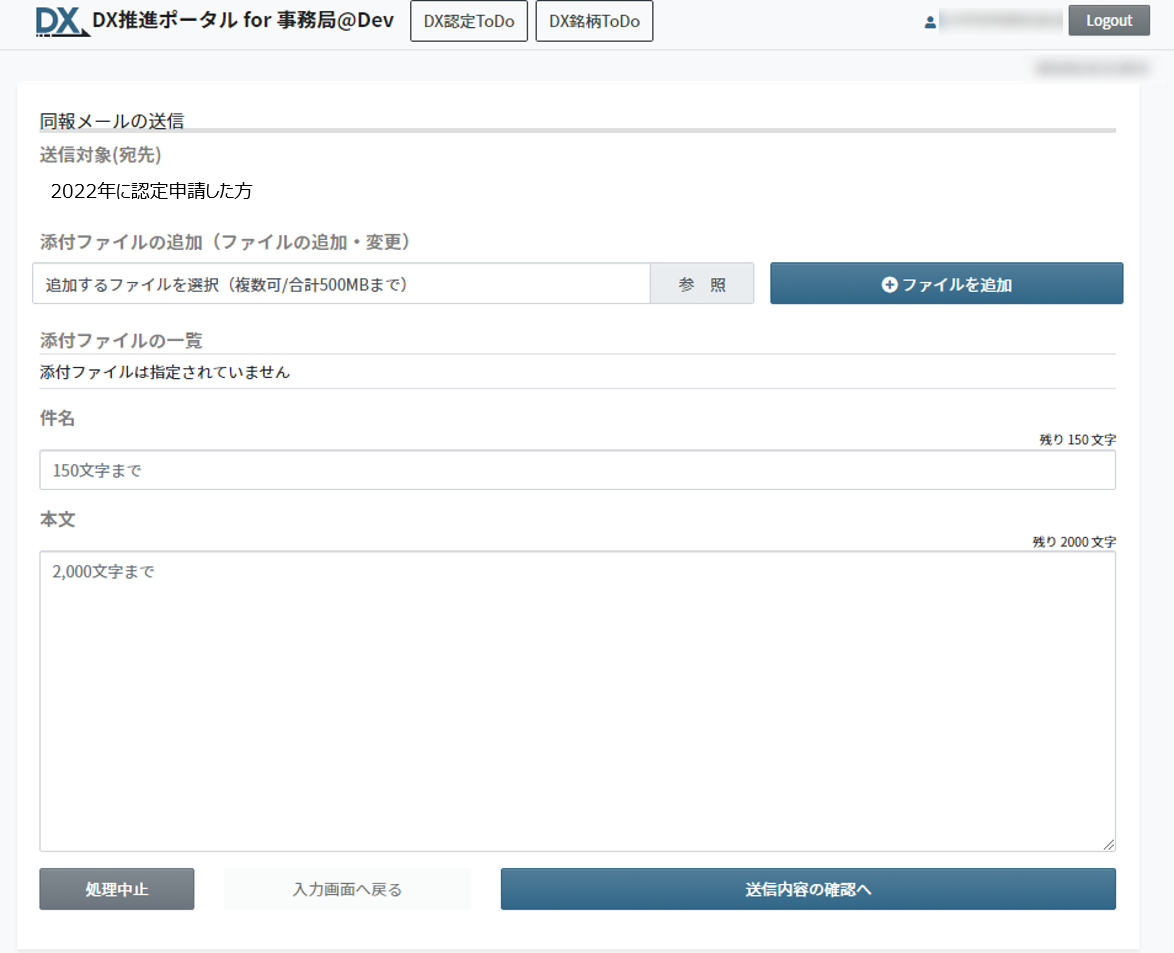 DX DX推進ポータル for 事務局@Dev DX認定ToDo DX銘柄ToDo Logout
同報メールの送信
送信対象(宛先)
2022年に認定申請した方
添付ファイルの追加（ファイルの追加・変更）
追加するファイルを選択（複数可/合計500MBまで） 参 照 ファイルを追加
添付ファイルの一覧
添付ファイルは指定されていません
件名
残り 150 文字
150文字まで
本文
残り 2000 文字
2,000文字まで
処理中止 入力画面へ戻る 送信内容の確認へ